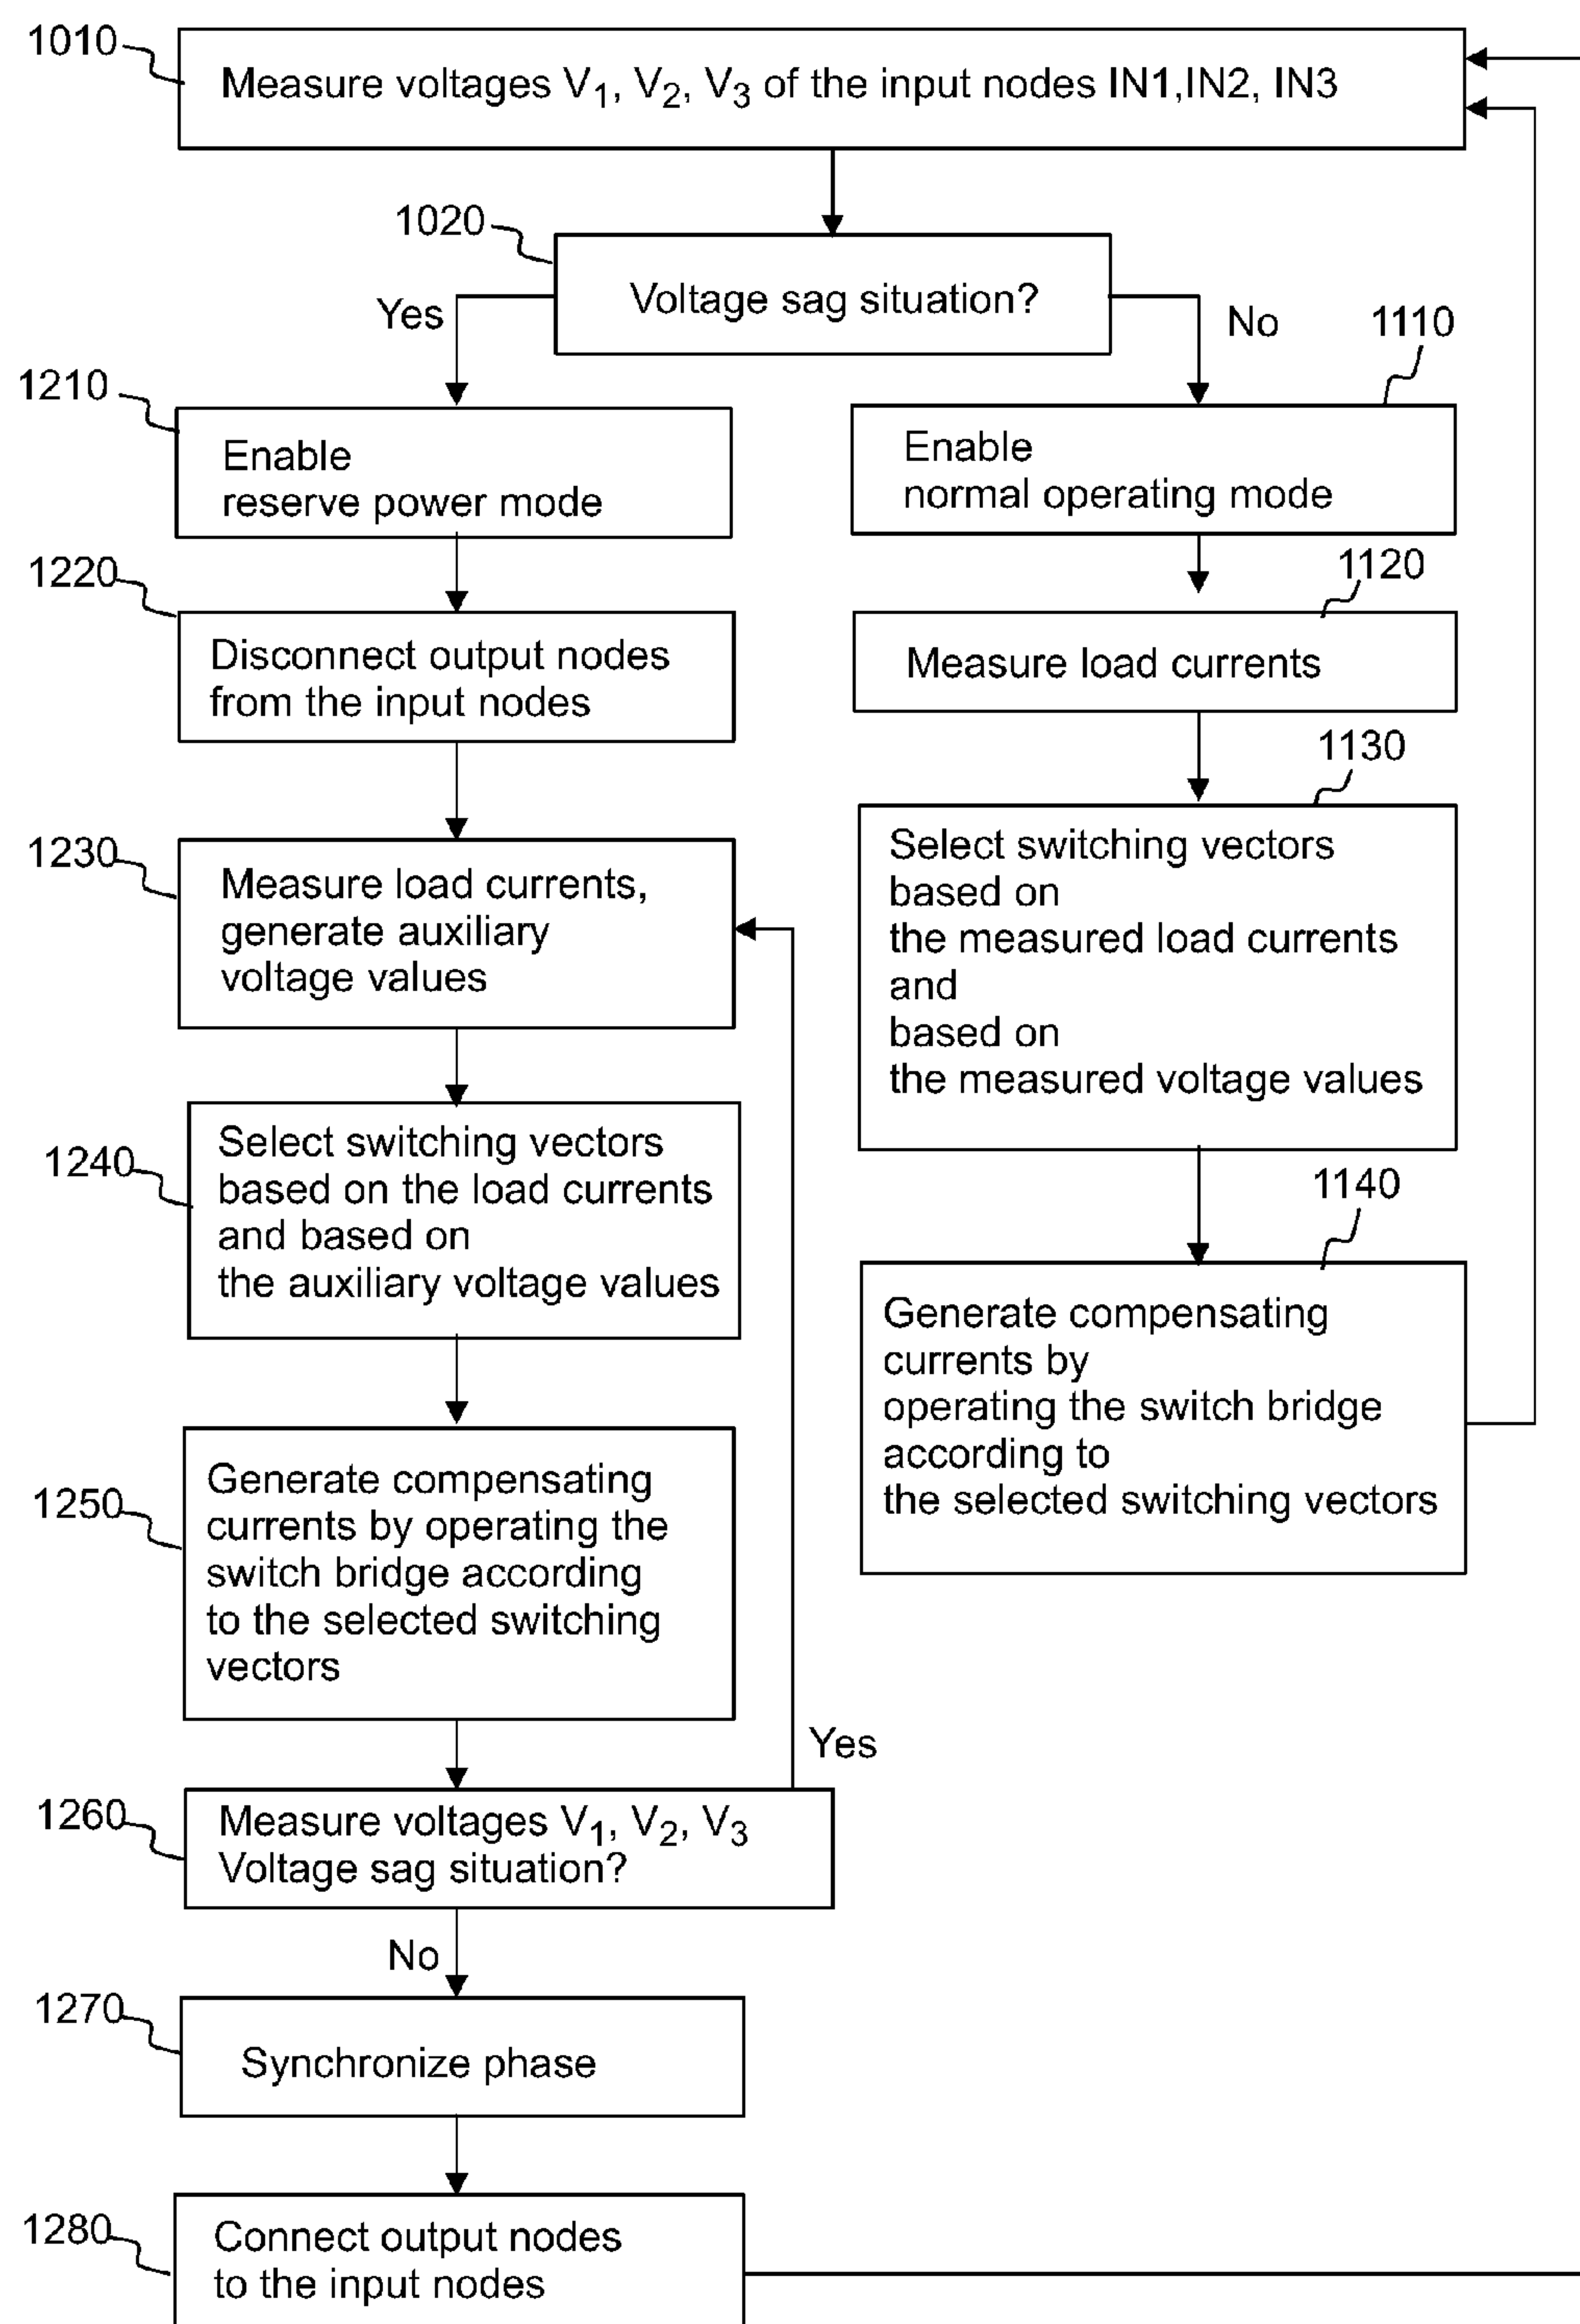 1010
Measure voltages V1, V2, V3 of the input nodes IN1,IN2, IN3
1020
Voltage sag situation?
Yes
No
1110
1210
Enable
reserve power mode
Enable
normal operating mode
1220
Disconnect output nodes
from the input nodes
1120
Measure load currents
1130
Select switching vectors
based on
the measured load currents
and
based on
the measured voltage values
1230
Measure load currents,
generate auxiliary
voltage values
1240
Select switching vectors
based on the load currents
and based on
the auxiliary voltage values
1140
Generate compensating
currents by
operating the switch bridge
according to
the selected switching vectors
1250
Generate compensating
currents by operating the
switch bridge according
to the selected switching
vectors
Yes
1260
Measure voltages V1, V2, V3
Voltage sag situation?
No
1270
Synchronize phase
1280
Connect output nodes
to the input nodes